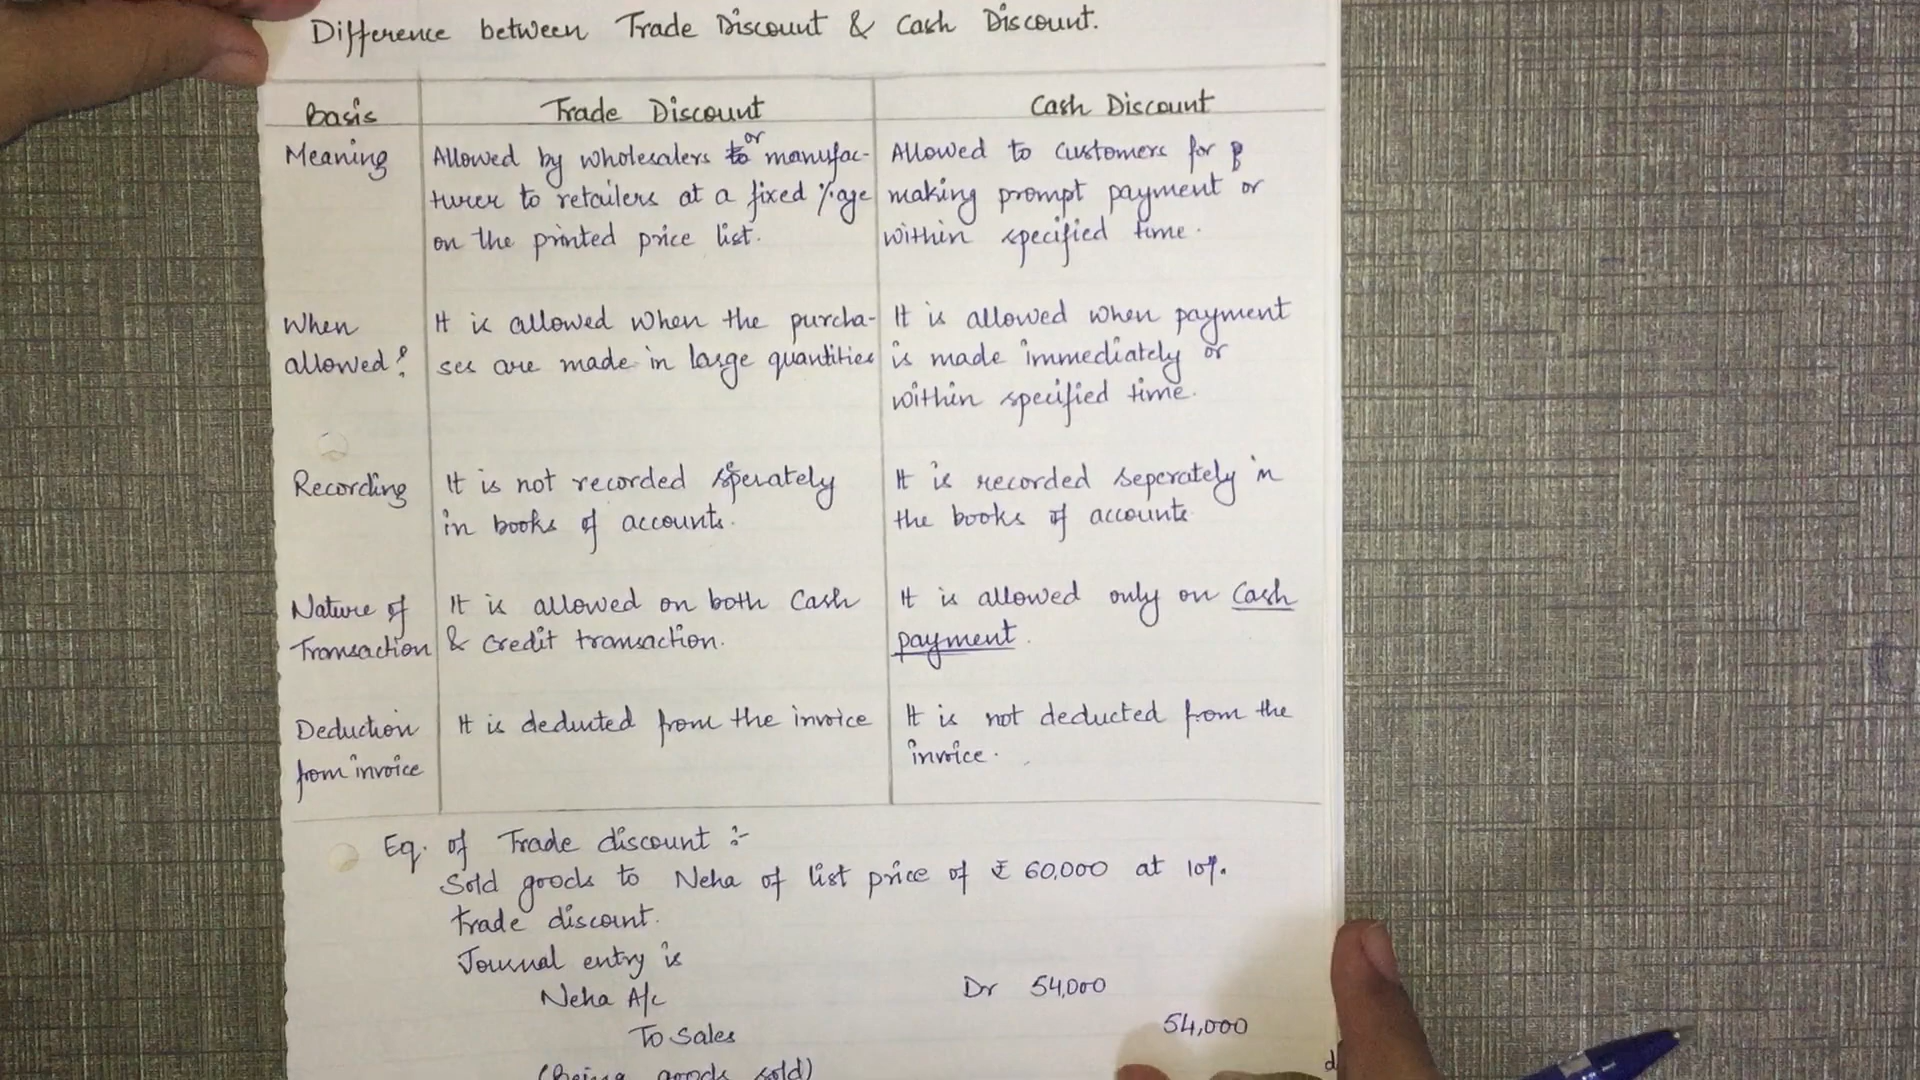 Difference between Trade Discount & Cash Discount.
Basis
Trade Discount
Cash Discount
Meaning
Allowed by wholesalers or manufac-
turer to retailers at a fixed %age
on the printed price list.
Allowed to customers for
making prompt payment or
within specified time.
When
allowed?
It is allowed when the purcha-
ses are made in large quantities
It is allowed when payment
is made immediately or
within specified time.
Recording
It is not recorded seperately
in books of accounts.
It is recorded seperately in
the books of accounts
Nature of
Transaction
It is allowed on both Cash
& Credit transaction.
It is allowed only on Cash
payment.
Deduction
from invoice
It is deducted from the invoice
It is not deducted from the
invoice.
Eg. of Trade discount :-
Sold goods to Neha of list price of ₹ 60,000 at 10%.
trade discount.
Journal entry is
Neha A/c Dr 54,000
To Sales 54,000
(Being goods sold)